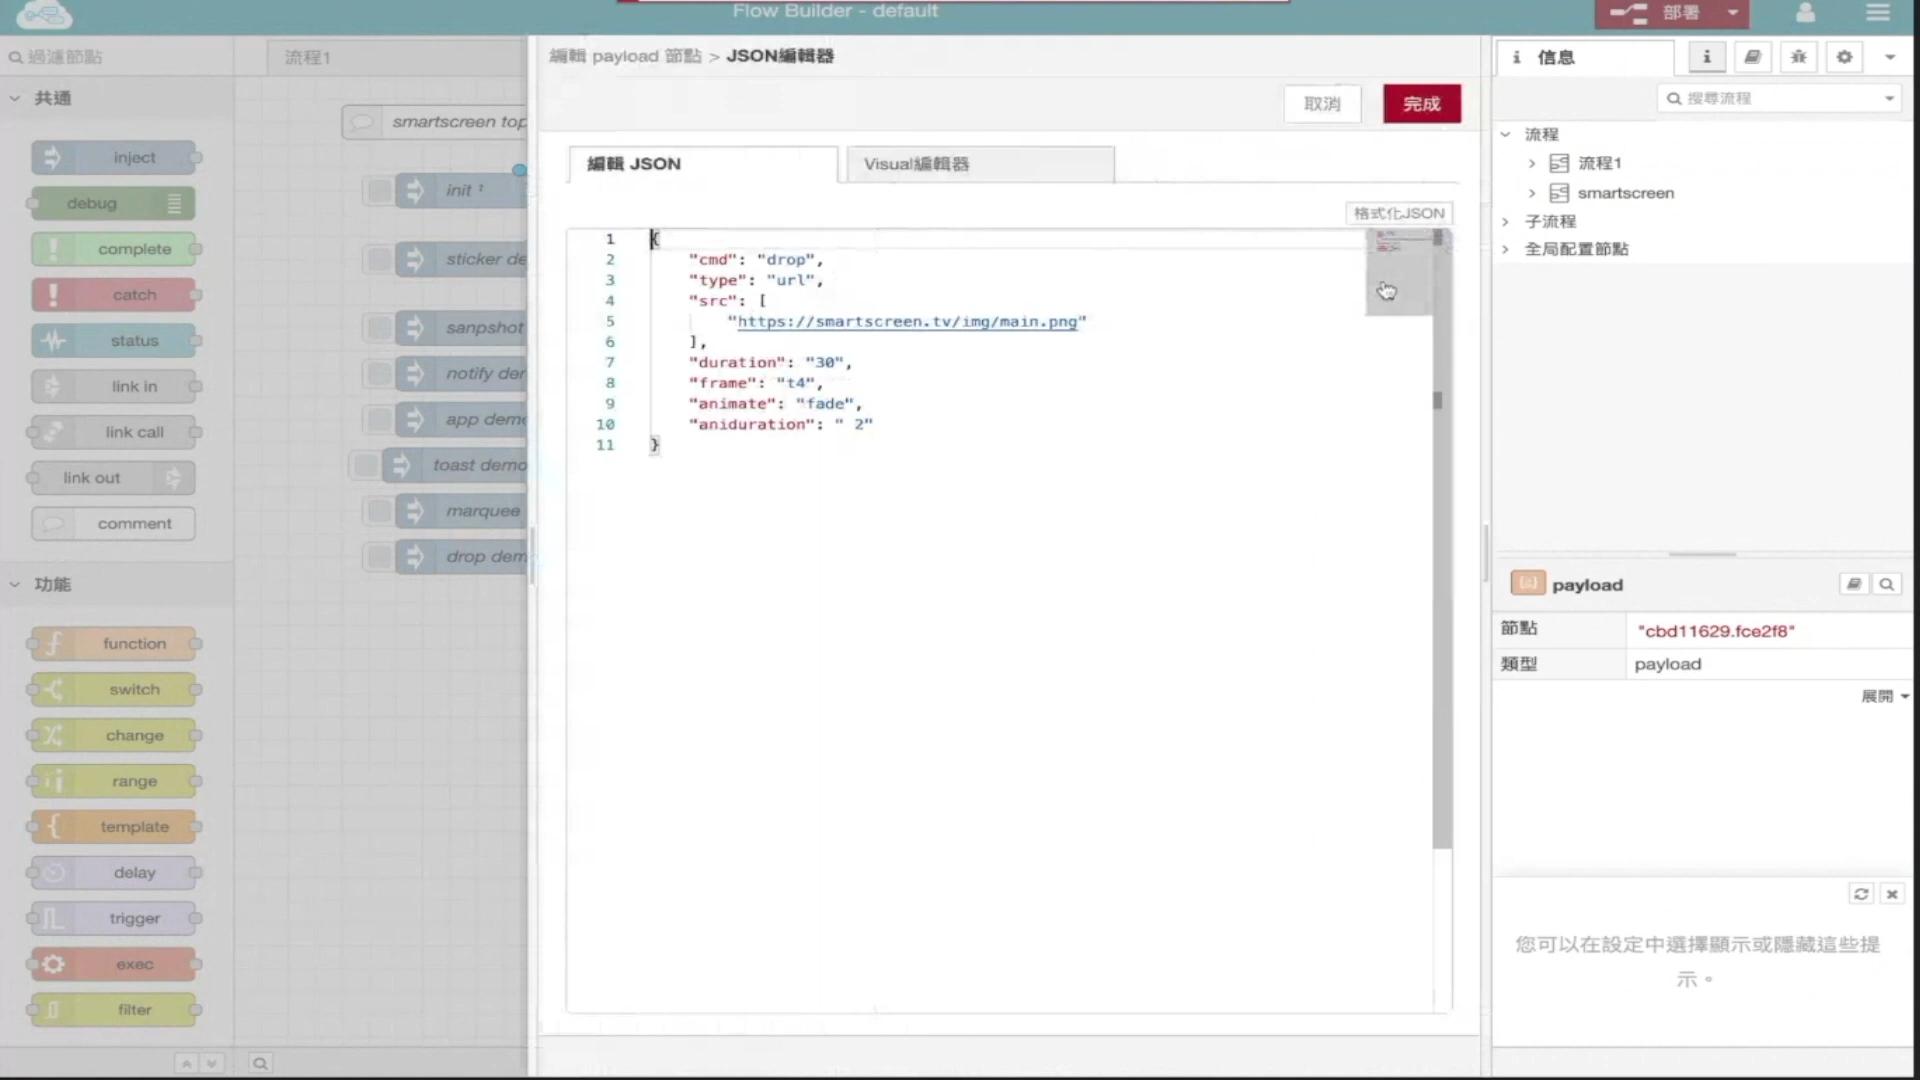 Flow Builder - default
部署
過濾節點
流程1
編輯 payload 節點 > JSON編輯器
信息
取消
完成
搜尋流程
共通
smartscreen top
流程
編輯 JSON
Visual編輯器
流程1
inject
init ¹
smartscreen
debug
格式化JSON
子流程
complete
sticker de
全局配置節點
catch
status
sanpshot
link in
notify der
link call
app demo
link out
toast demo
comment
marquee
drop dem
1 {
2 "cmd": "drop",
3 "type": "url",
4 "src": [
5 "https://smartscreen.tv/img/main.png"
6 ],
7 "duration": "30",
8 "frame": "t4",
9 "animate": "fade",
10 "aniduration": " 2"
11 }
功能
function
switch
change
range
template
delay
trigger
exec
filter
payload
節點 "cbd11629.fce2f8"
類型 payload
展開
您可以在設定中選擇顯示或隱藏這些提
示。